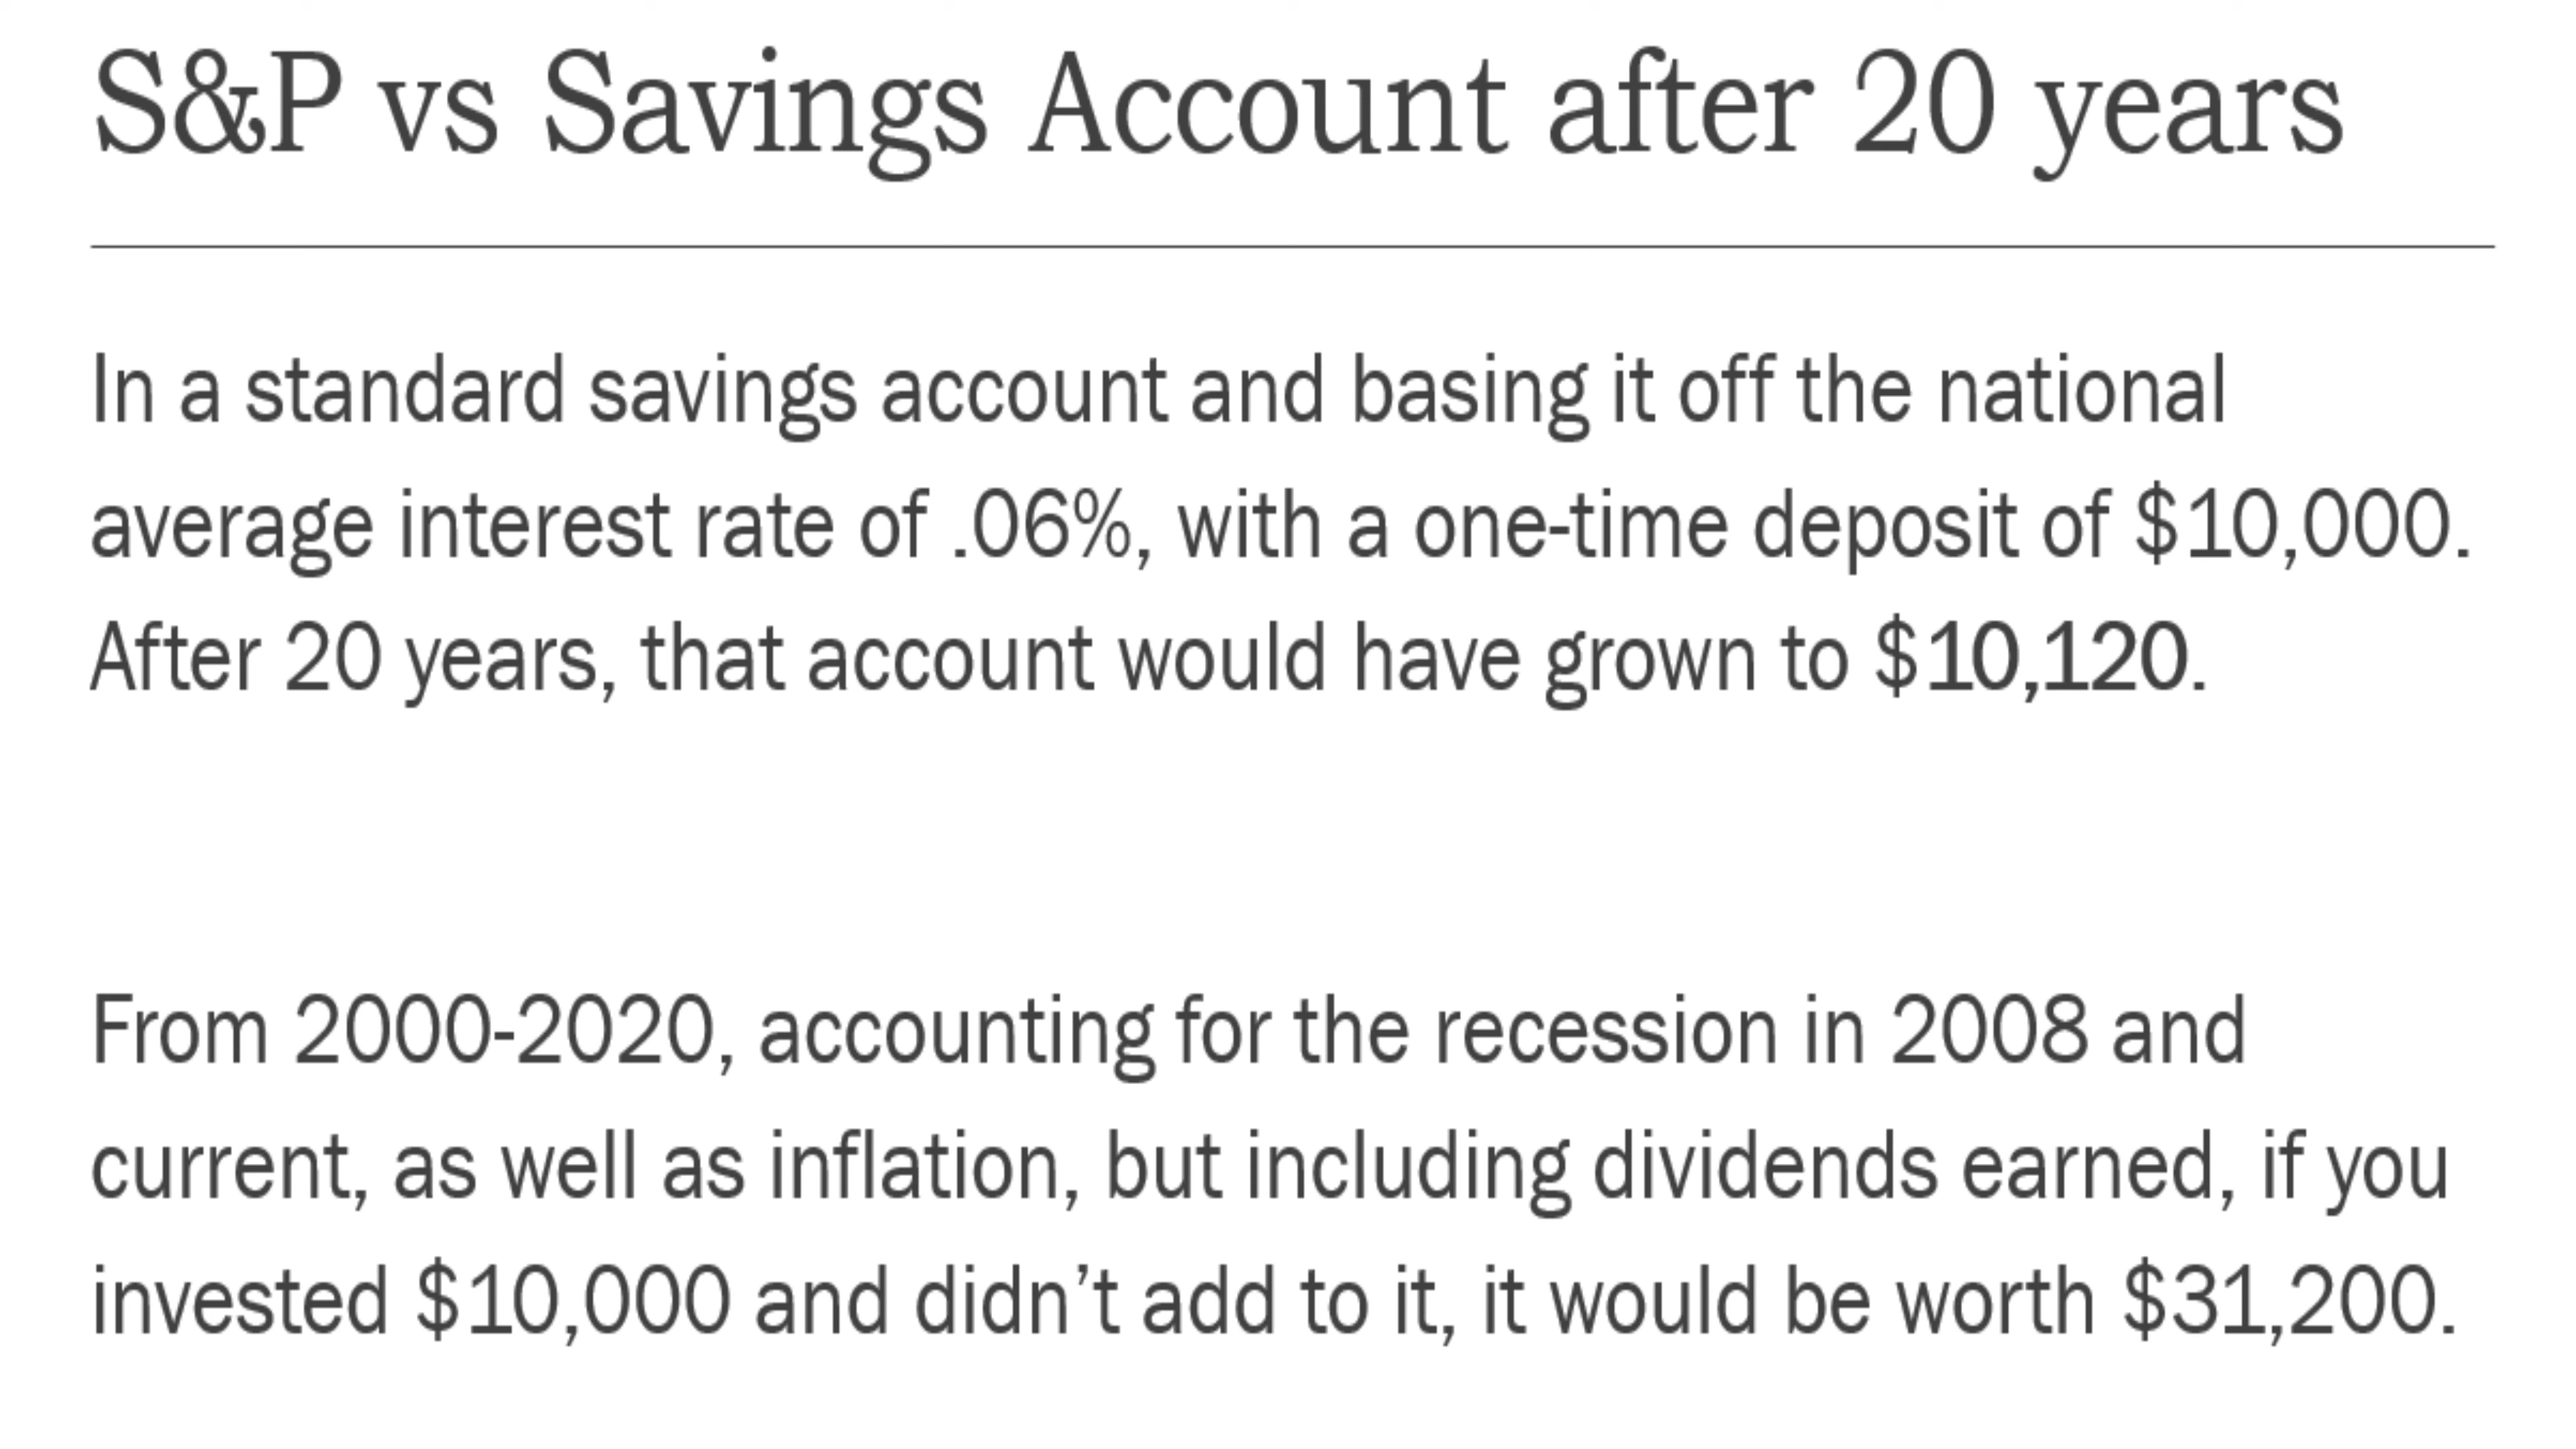 S&P vs Savings Account after 20 years
In a standard savings account and basing it off the national
average interest rate of .06%, with a one-time deposit of $10,000.
After 20 years, that account would have grown to $10,120.
From 2000-2020, accounting for the recession in 2008 and
current, as well as inflation, but including dividends earned, if you
invested $10,000 and didn’t add to it, it would be worth $31,200.